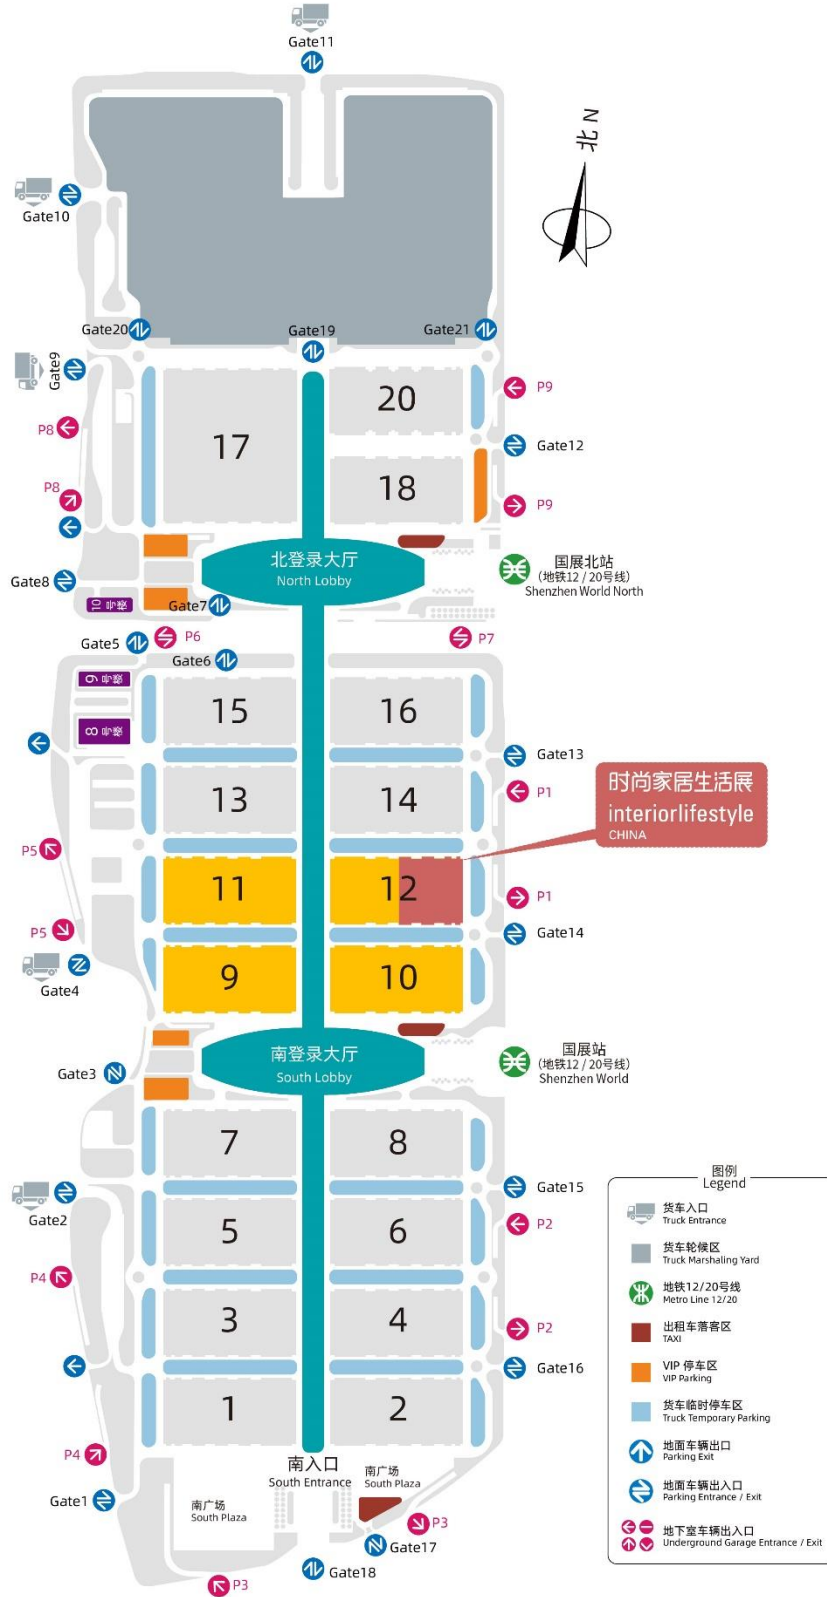 Gate11
北 N
Gate10
Gate20
Gate19
Gate21
Gate9
20
P9
17
P8
Gate12
18
P8
P9
北登录大厅
North Lobby
国展北站
(地铁12 / 20号线)
Shenzhen World North
Gate8
10号楼
Gate7
Gate5
P6
P7
Gate6
9号楼
15
16
8号楼
Gate13
13
14
P1
时尚家居生活展
interiorlifestyle
CHINA
P5
11
12
P1
P5
Gate14
Gate4
9
10
南登录大厅
South Lobby
国展站
(地铁12 / 20号线)
Shenzhen World
Gate3
7
8
Gate15
Gate2
5
6
P2
P4
3
4
P2
Gate16
1
2
P4
南入口
South Entrance
南广场
South Plaza
Gate1
南广场
South Plaza
P3
Gate17
Gate18
P3
图例
Legend
货车入口
Truck Entrance
货车轮候区
Truck Marshaling Yard
地铁12/20号线
Metro Line 12/20
出租车落客区
TAXI
VIP 停车区
VIP Parking
货车临时停车区
Truck Temporary Parking
地面车辆出口
Parking Exit
地面车辆出入口
Parking Entrance / Exit
地下室车辆出入口
Underground Garage Entrance / Exit